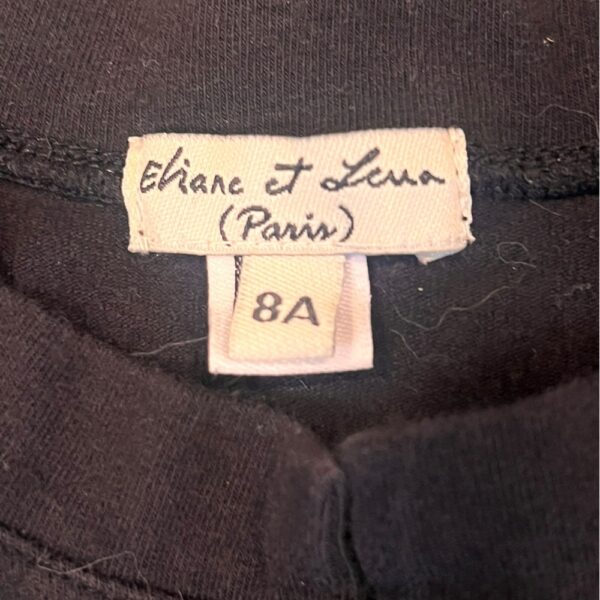 Eliane et Lena
(Paris)
8A